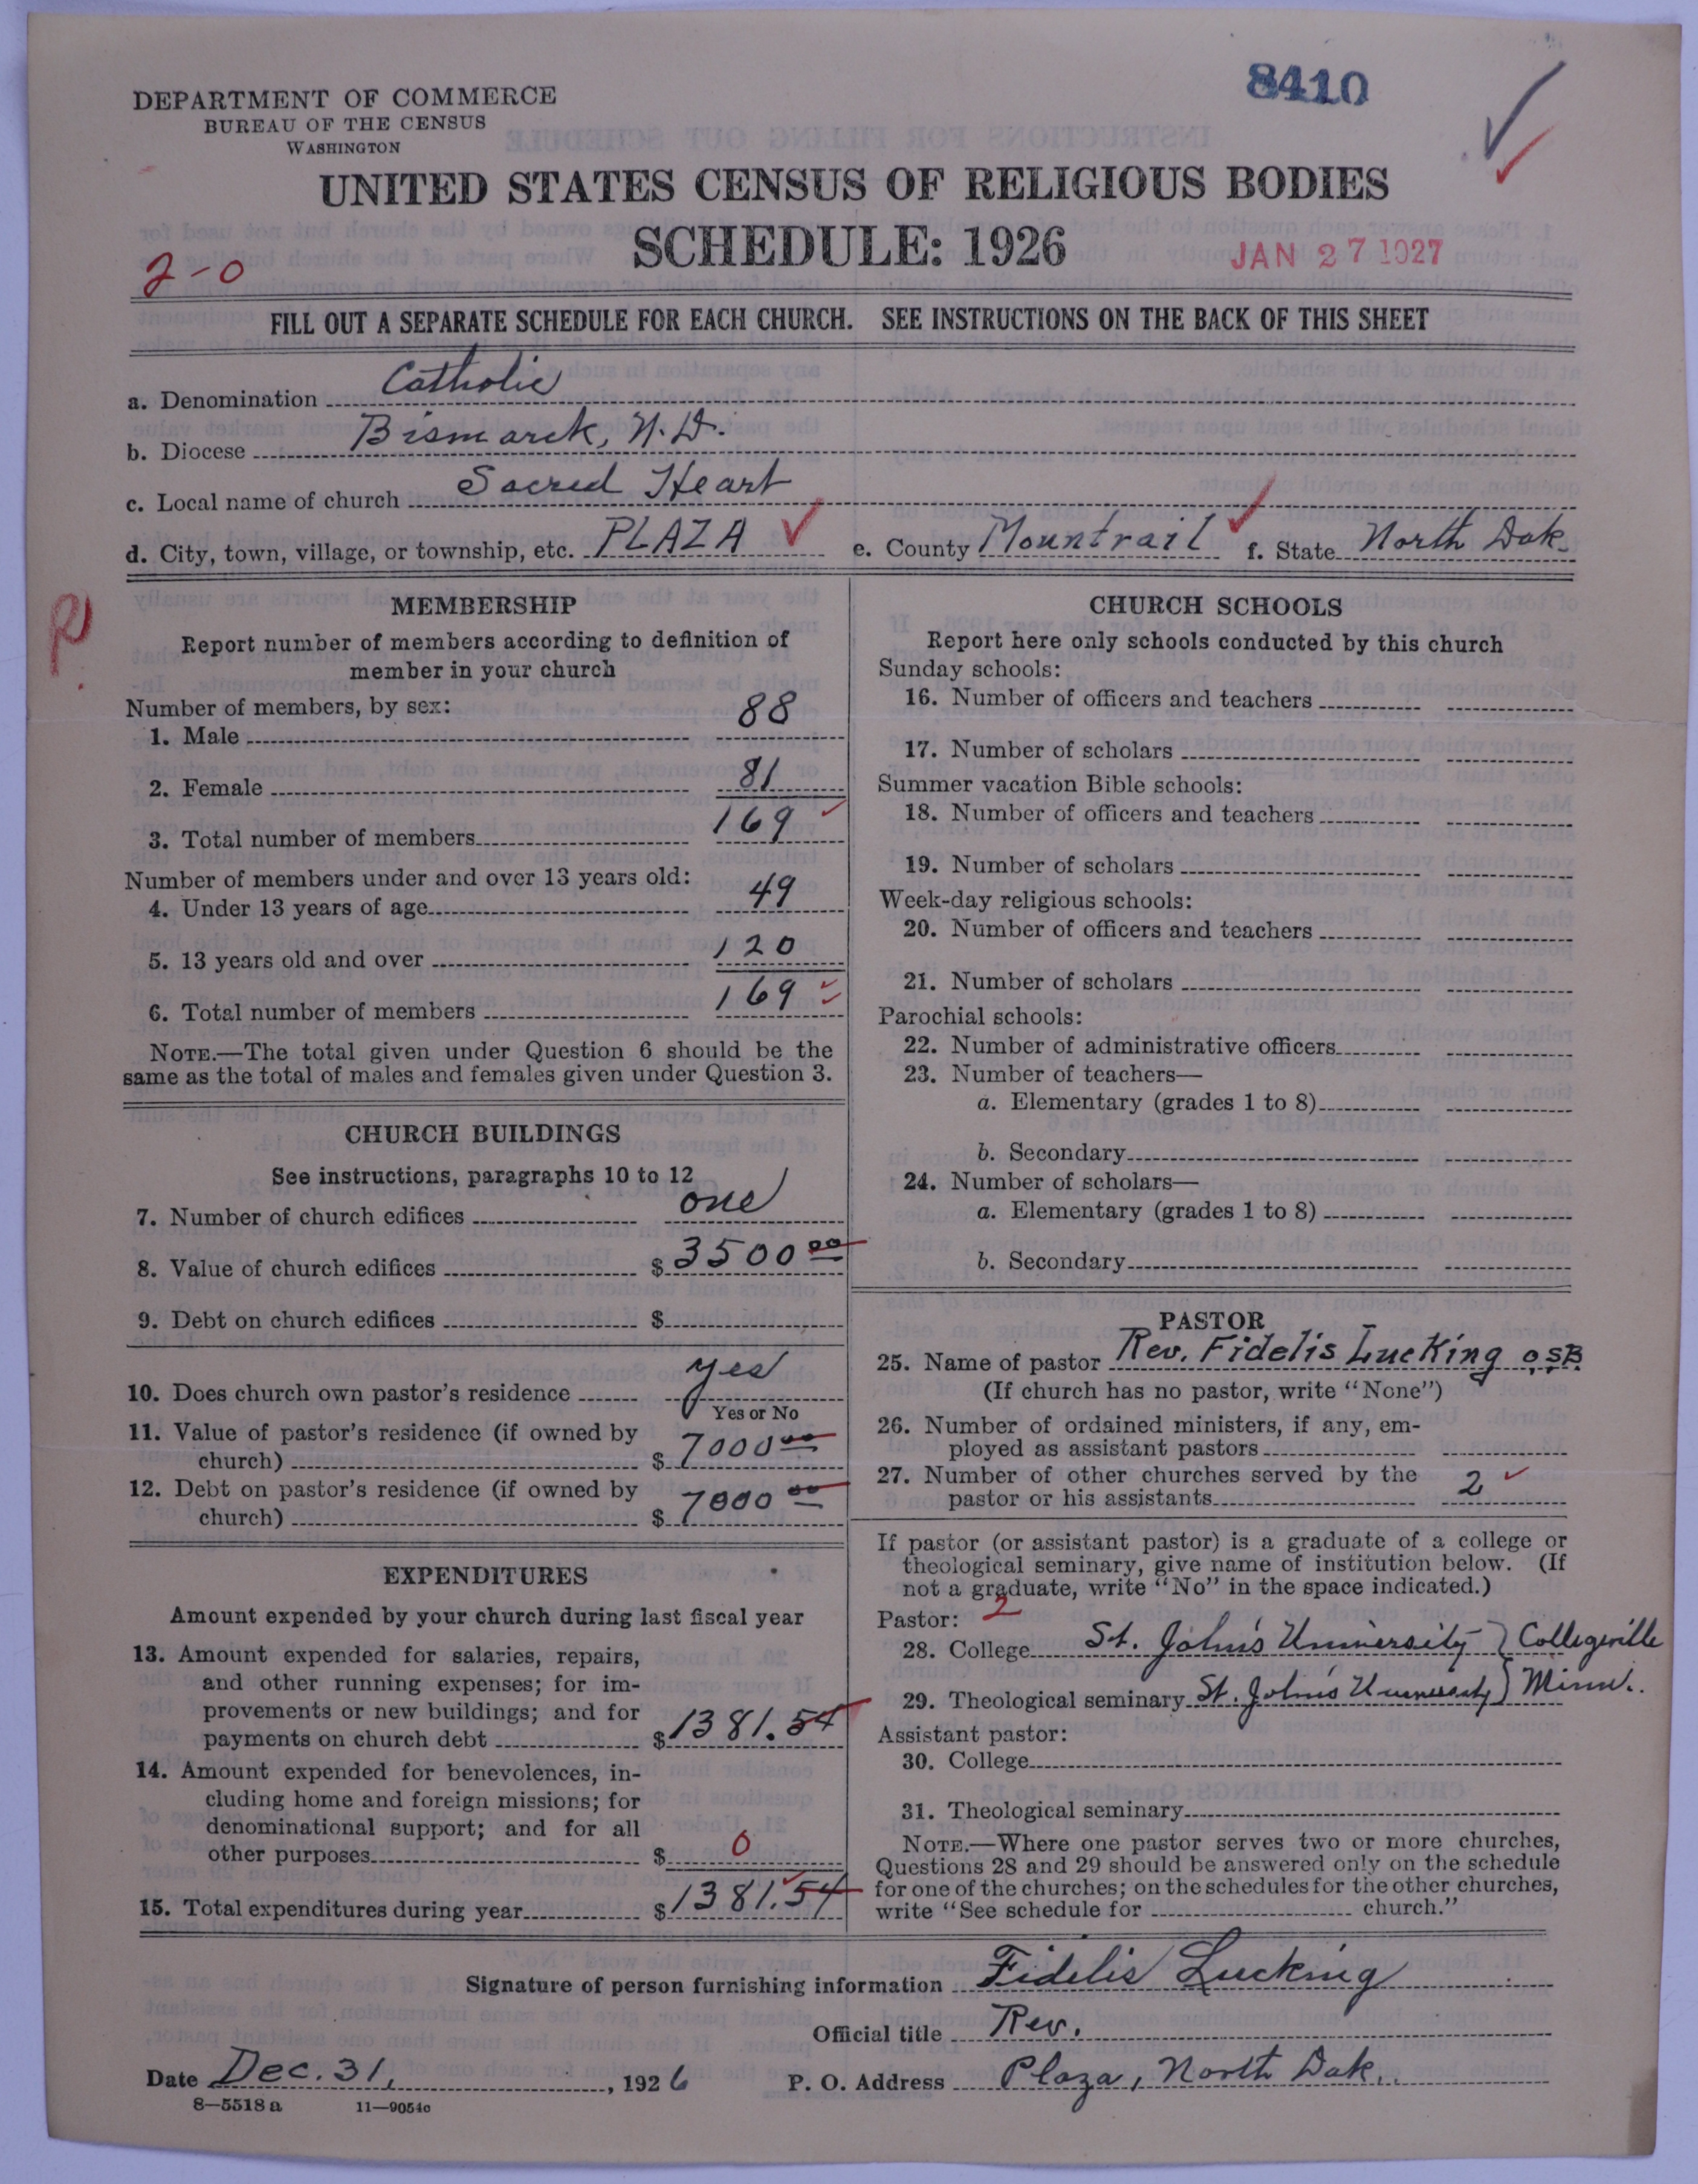 8410
DEPARTMENT OF COMMERCE
BUREAU OF THE CENSUS
WASHINGTON
UNITED STATES CENSUS OF RELIGIOUS BODIES
SCHEDULE: 1926
JAN 27 1927
2-0
FILL OUT A SEPARATE SCHEDULE FOR EACH CHURCH. SEE INSTRUCTIONS ON THE BACK OF THIS SHEET
a. Denomination Catholic
b. Diocese Bismarck, N.D.
c. Local name of church Sacred Heart
d. City, town, village, or township, etc. PLAZA e. County Mountrail f. State North Dak.
MEMBERSHIP
Report number of members according to definition of
member in your church
Number of members, by sex:
1. Male 88
2. Female 81
3. Total number of members 169
Number of members under and over 13 years old:
4. Under 13 years of age 49
5. 13 years old and over 120
6. Total number of members 169
NOTE.—The total given under Question 6 should be the
same as the total of males and females given under Question 3.
CHURCH BUILDINGS
See instructions, paragraphs 10 to 12
7. Number of church edifices one
8. Value of church edifices $3500 00
9. Debt on church edifices $
10. Does church own pastor's residence yes
Yes or No
11. Value of pastor's residence (if owned by
church) $7000 00
12. Debt on pastor's residence (if owned by
church) $7000 00
EXPENDITURES
Amount expended by your church during last fiscal year
13. Amount expended for salaries, repairs,
and other running expenses; for im-
provements or new buildings; and for
payments on church debt $1381.54
14. Amount expended for benevolences, in-
cluding home and foreign missions; for
denominational support; and for all
other purposes $ 0
15. Total expenditures during year $1381.54
CHURCH SCHOOLS
Report here only schools conducted by this church
Sunday schools:
16. Number of officers and teachers
17. Number of scholars
Summer vacation Bible schools:
18. Number of officers and teachers
19. Number of scholars
Week-day religious schools:
20. Number of officers and teachers
21. Number of scholars
Parochial schools:
22. Number of administrative officers
23. Number of teachers—
a. Elementary (grades 1 to 8)
b. Secondary
24. Number of scholars—
a. Elementary (grades 1 to 8)
b. Secondary
PASTOR
25. Name of pastor Rev. Fidelis Lucking O.S.B.
(If church has no pastor, write "None")
26. Number of ordained ministers, if any, em-
ployed as assistant pastors
27. Number of other churches served by the
pastor or his assistants 2
If pastor (or assistant pastor) is a graduate of a college or
theological seminary, give name of institution below. (If
not a graduate, write "No" in the space indicated.)
Pastor: 2
28. College St. John's University } Collegeville
29. Theological seminary St. John's University } Minn.
Assistant pastor:
30. College
31. Theological seminary
NOTE.—Where one pastor serves two or more churches,
Questions 28 and 29 should be answered only on the schedule
for one of the churches; on the schedules for the other churches,
write "See schedule for church."
Signature of person furnishing information Fidelis Lucking
Official title Rev.
Date Dec. 31, 1926 P. O. Address Plaza, North Dak.
8—5518 a 11—9054c